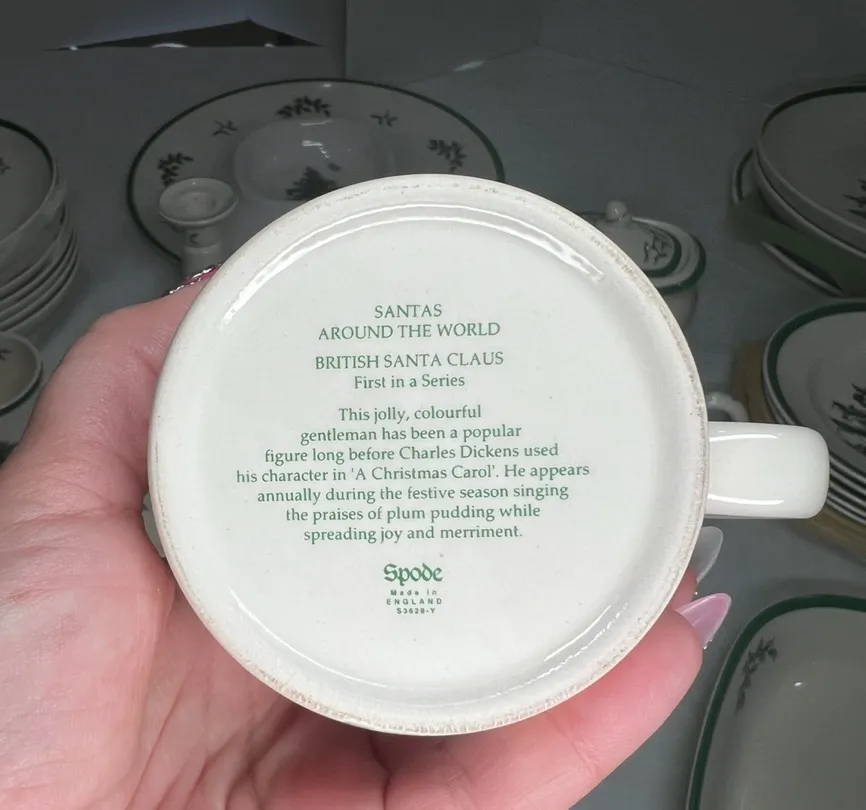 SANTAS
AROUND THE WORLD
BRITISH SANTA CLAUS
First in a Series
This jolly, colourful
gentleman has been a popular
figure long before Charles Dickens used
his character in 'A Christmas Carol'. He appears
annually during the festive season singing
the praises of plum pudding while
spreading joy and merriment.
Spode
Made in
ENGLAND
S3628-Y